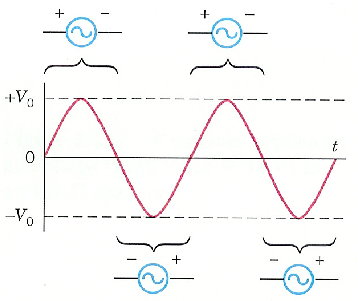 + − + −
+V₀
0 t
−V₀
− + − +